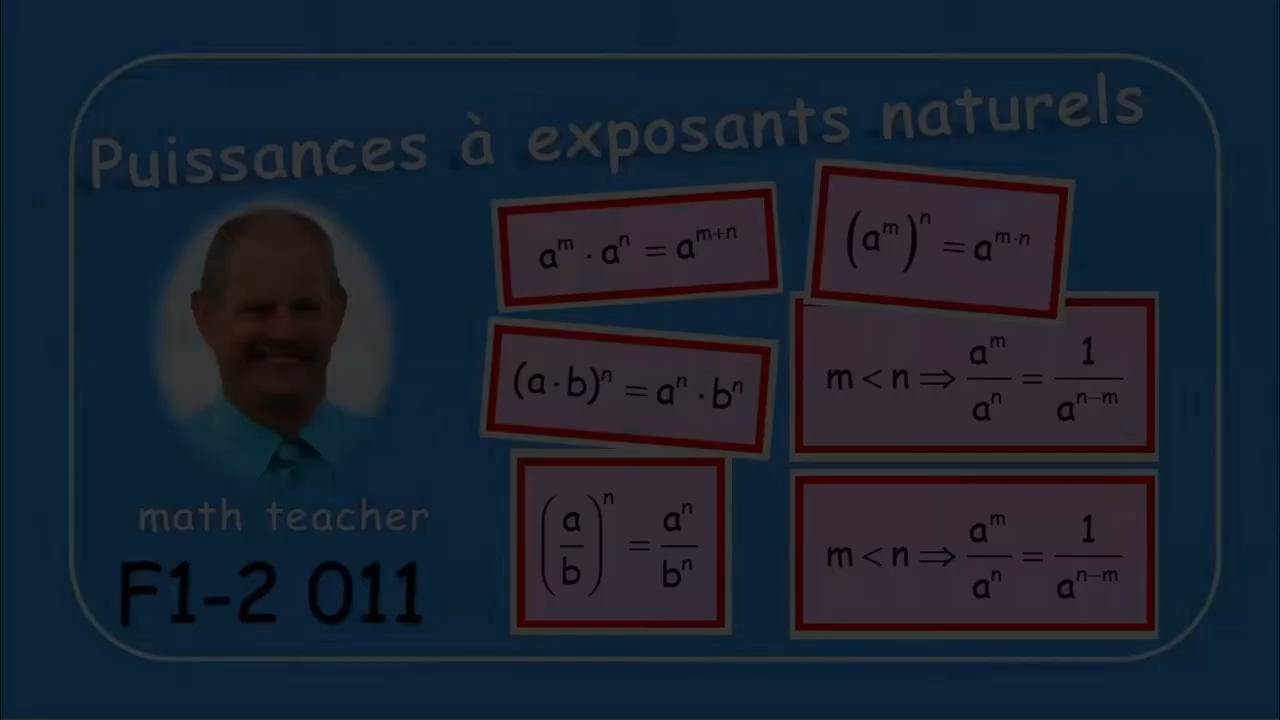 Puissances à exposants naturels
a^m · a^n = a^{m+n}
(a^m)^n = a^{m·n}
(a · b)^n = a^n · b^n
m < n ⇒ a^m / a^n = 1 / a^{n−m}
(a / b)^n = a^n / b^n
m < n ⇒ a^m / a^n = 1 / a^{n−m}
math teacher
F1-2 011